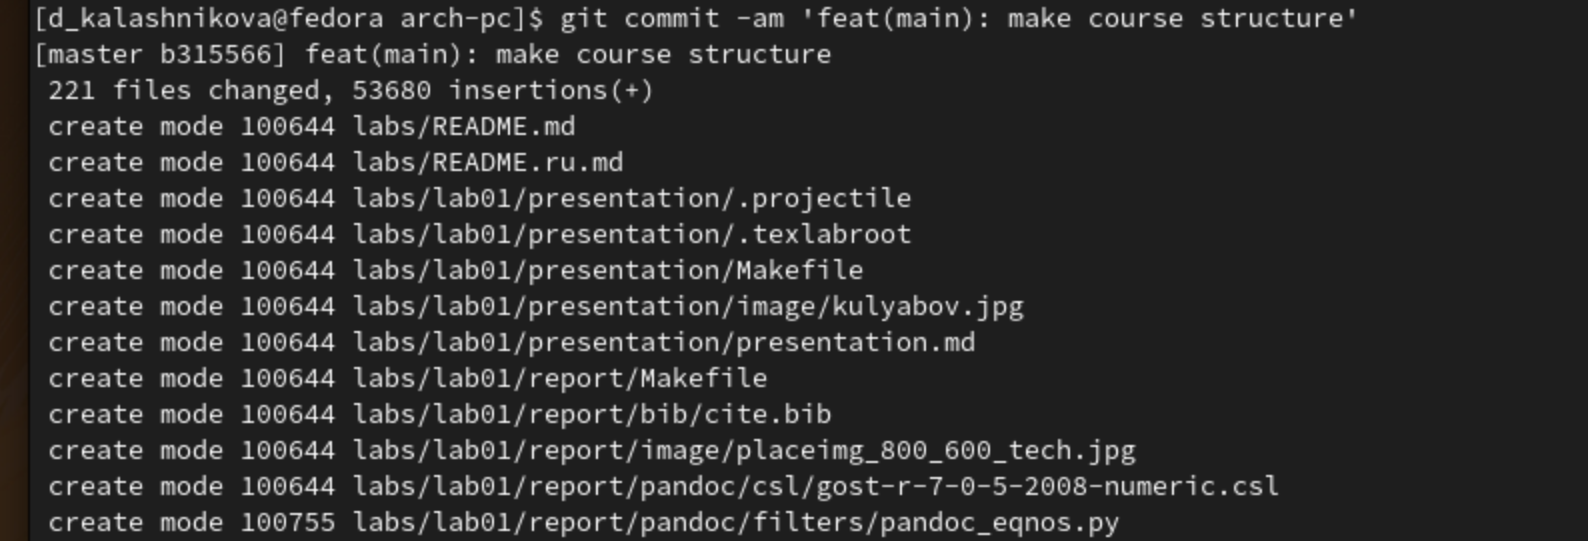 [d_kalashnikova@fedora arch-pc]$ git commit -am 'feat(main): make course structure'
[master b315566] feat(main): make course structure
221 files changed, 53680 insertions(+)
create mode 100644 labs/README.md
create mode 100644 labs/README.ru.md
create mode 100644 labs/lab01/presentation/.projectile
create mode 100644 labs/lab01/presentation/.texlabroot
create mode 100644 labs/lab01/presentation/Makefile
create mode 100644 labs/lab01/presentation/image/kulyabov.jpg
create mode 100644 labs/lab01/presentation/presentation.md
create mode 100644 labs/lab01/report/Makefile
create mode 100644 labs/lab01/report/bib/cite.bib
create mode 100644 labs/lab01/report/image/placeimg_800_600_tech.jpg
create mode 100644 labs/lab01/report/pandoc/csl/gost-r-7-0-5-2008-numeric.csl
create mode 100755 labs/lab01/report/pandoc/filters/pandoc_eqnos.py